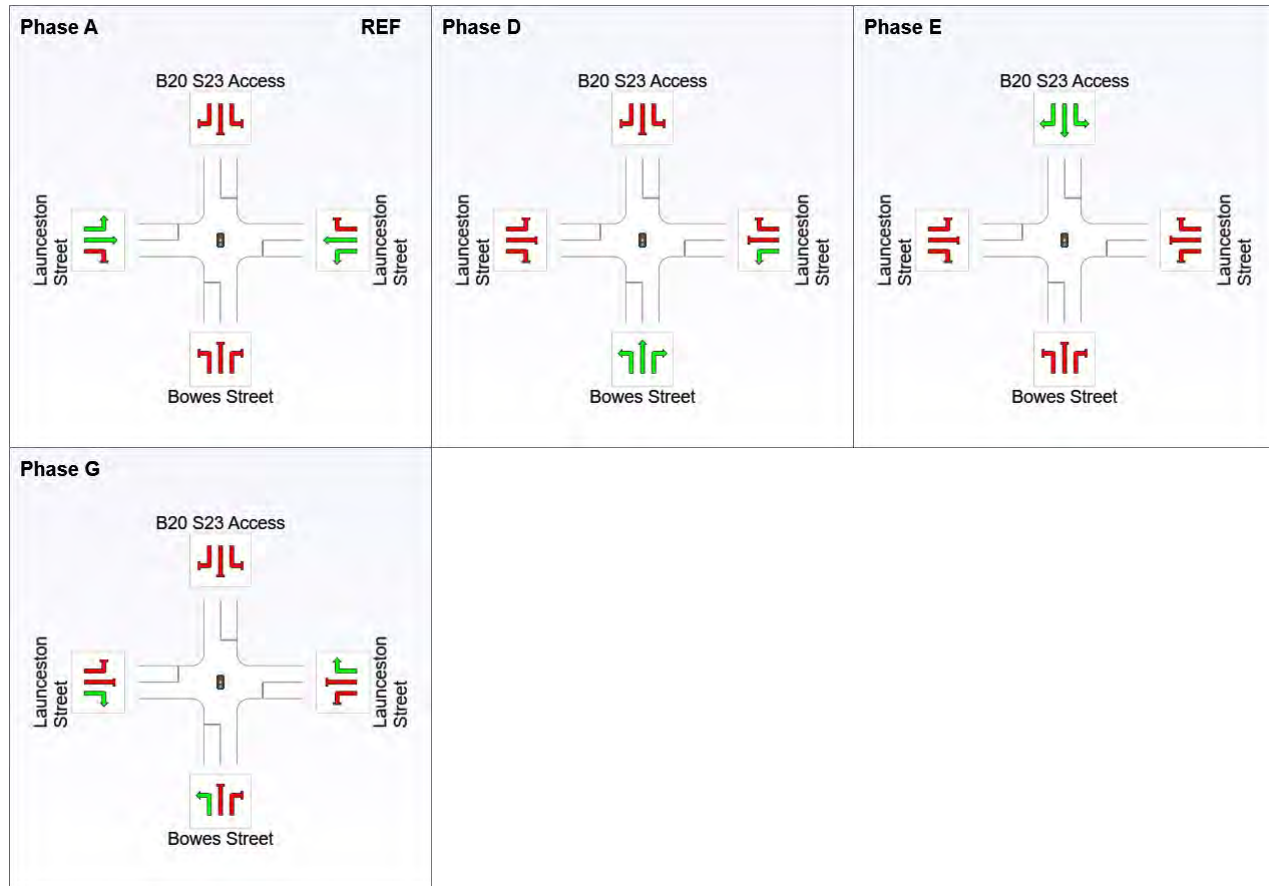 Phase A
REF
B20 S23 Access
Launceston
Street
Launceston
Street
Bowes Street
Phase D
B20 S23 Access
Launceston
Street
Launceston
Street
Bowes Street
Phase E
B20 S23 Access
Launceston
Street
Launceston
Street
Bowes Street
Phase G
B20 S23 Access
Launceston
Street
Launceston
Street
Bowes Street